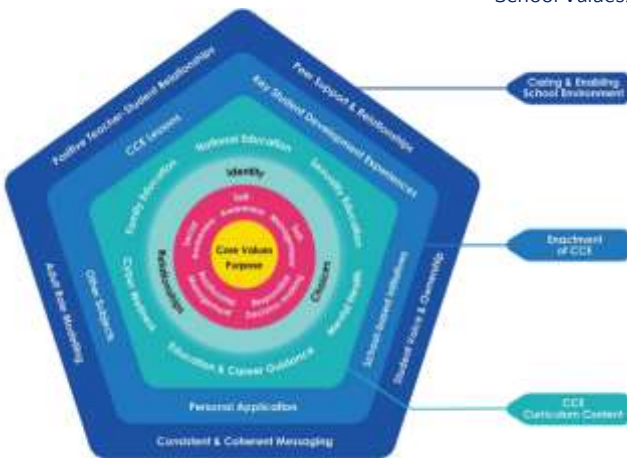 School Values.
Positive Teacher-Student Relationships
Peer Support & Relationships
CCE Lessons
Key Student Development Experiences
National Education
Family Education
Sexuality Education
Identity
Self
Awareness
Self
Management
Social
Awareness
Core Values
Purpose
Relationships
Choices
Relationship
Management
Responsible
Decision-Making
Cyber Wellness
Mental Health
Education & Career Guidance
Other Subjects
School-based
Adult Role Modelling
Student Voice & Ownership
Personal Application
Consistent & Coherent Messaging
Caring & Enabling
School Environment
Enactment
of CCE
CCE
Curriculum Content